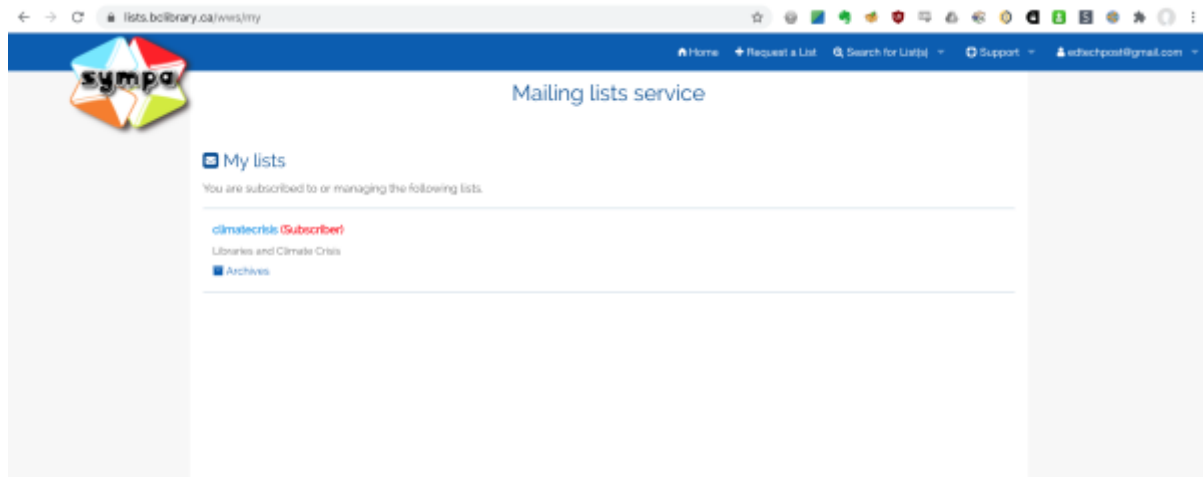 lists.bclibrary.ca/wws/my
Home Request a List Search for List(s) Support edtechpost@gmail.com
sympa
Mailing lists service
My lists
You are subscribed to or managing the following lists.
climatecrisis (Subscriber)
Libraries and Climate Crisis
Archives